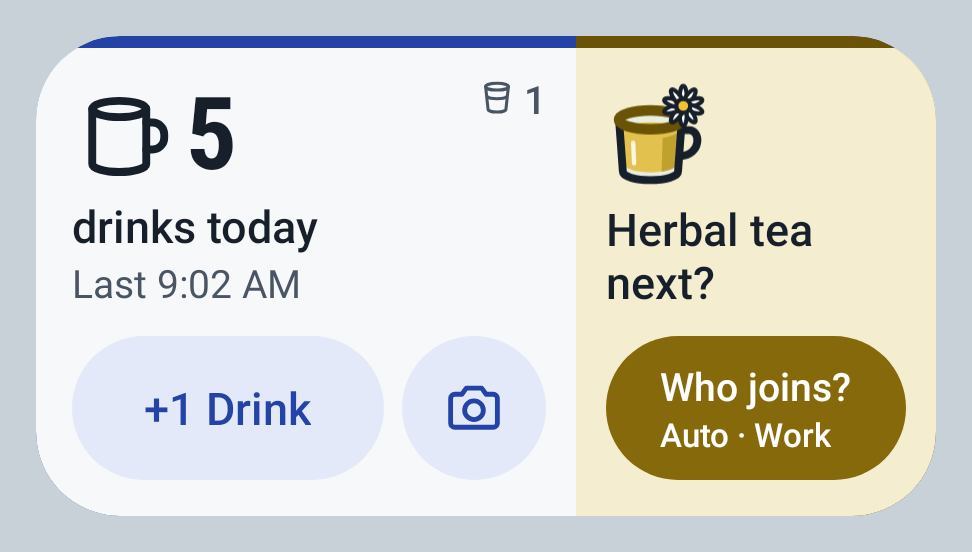 5
1
drinks today
Last 9:02 AM
+1 Drink
Herbal tea
next?
Who joins?
Auto · Work